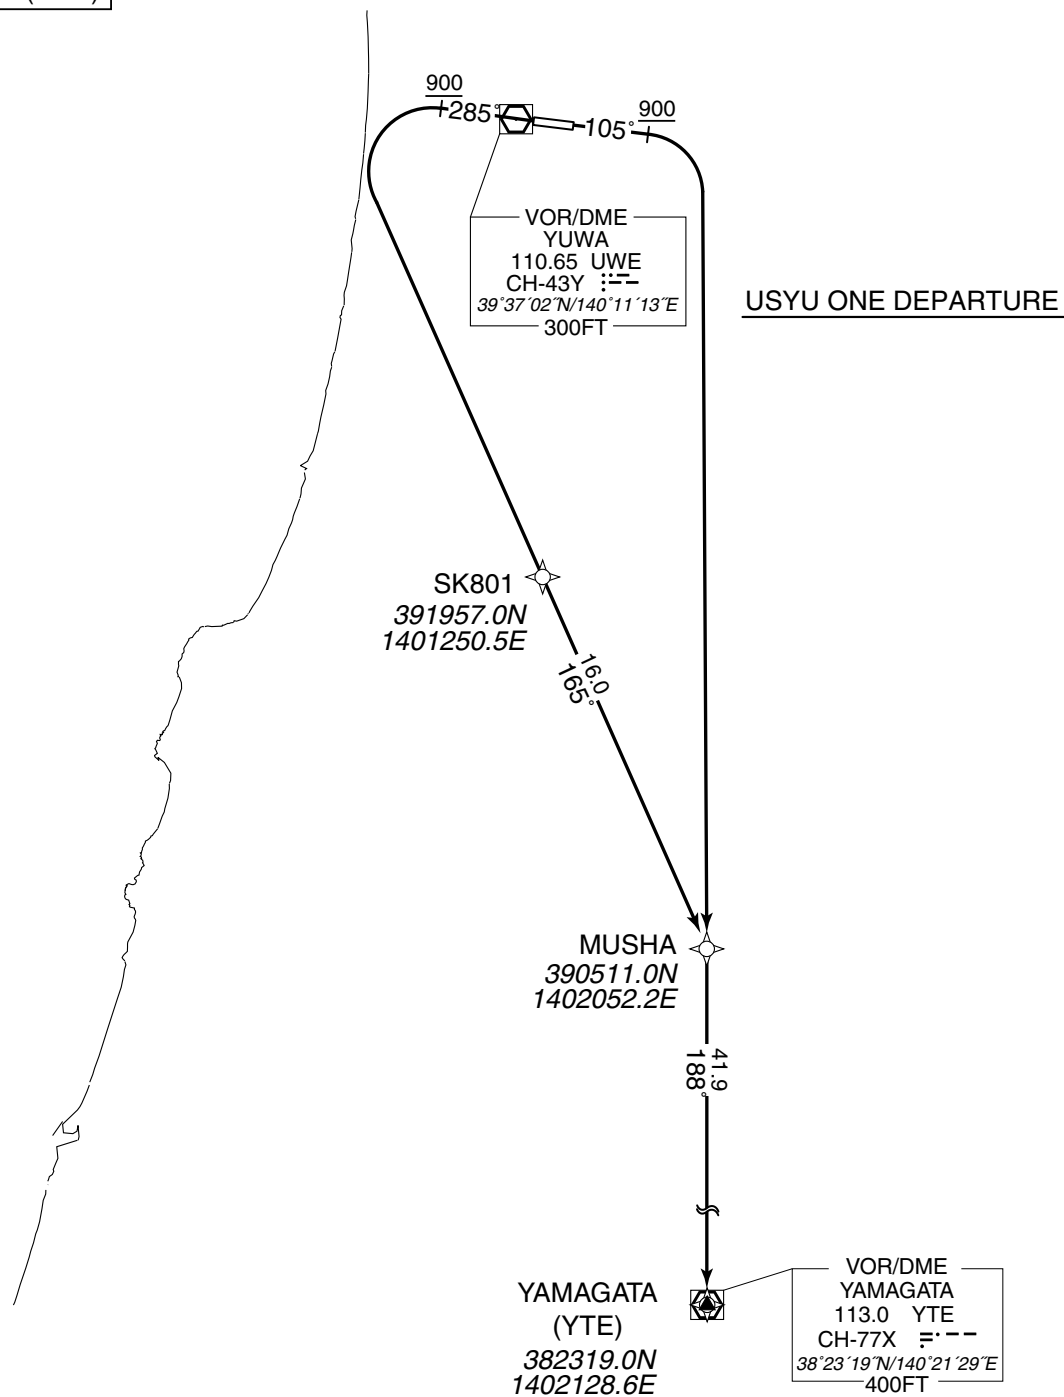 900
285°
105°
900
VOR/DME
YUWA
110.65 UWE
CH-43Y
39°37´02˝N/140°11´13˝E
300FT
USYU ONE DEPARTURE
SK801
391957.0N
1401250.5E
16.0
165°
MUSHA
390511.0N
1402052.2E
41.9
188°
YAMAGATA
(YTE)
382319.0N
1402128.6E
VOR/DME
YAMAGATA
113.0 YTE
CH-77X
38°23´19˝N/140°21´29˝E
400FT